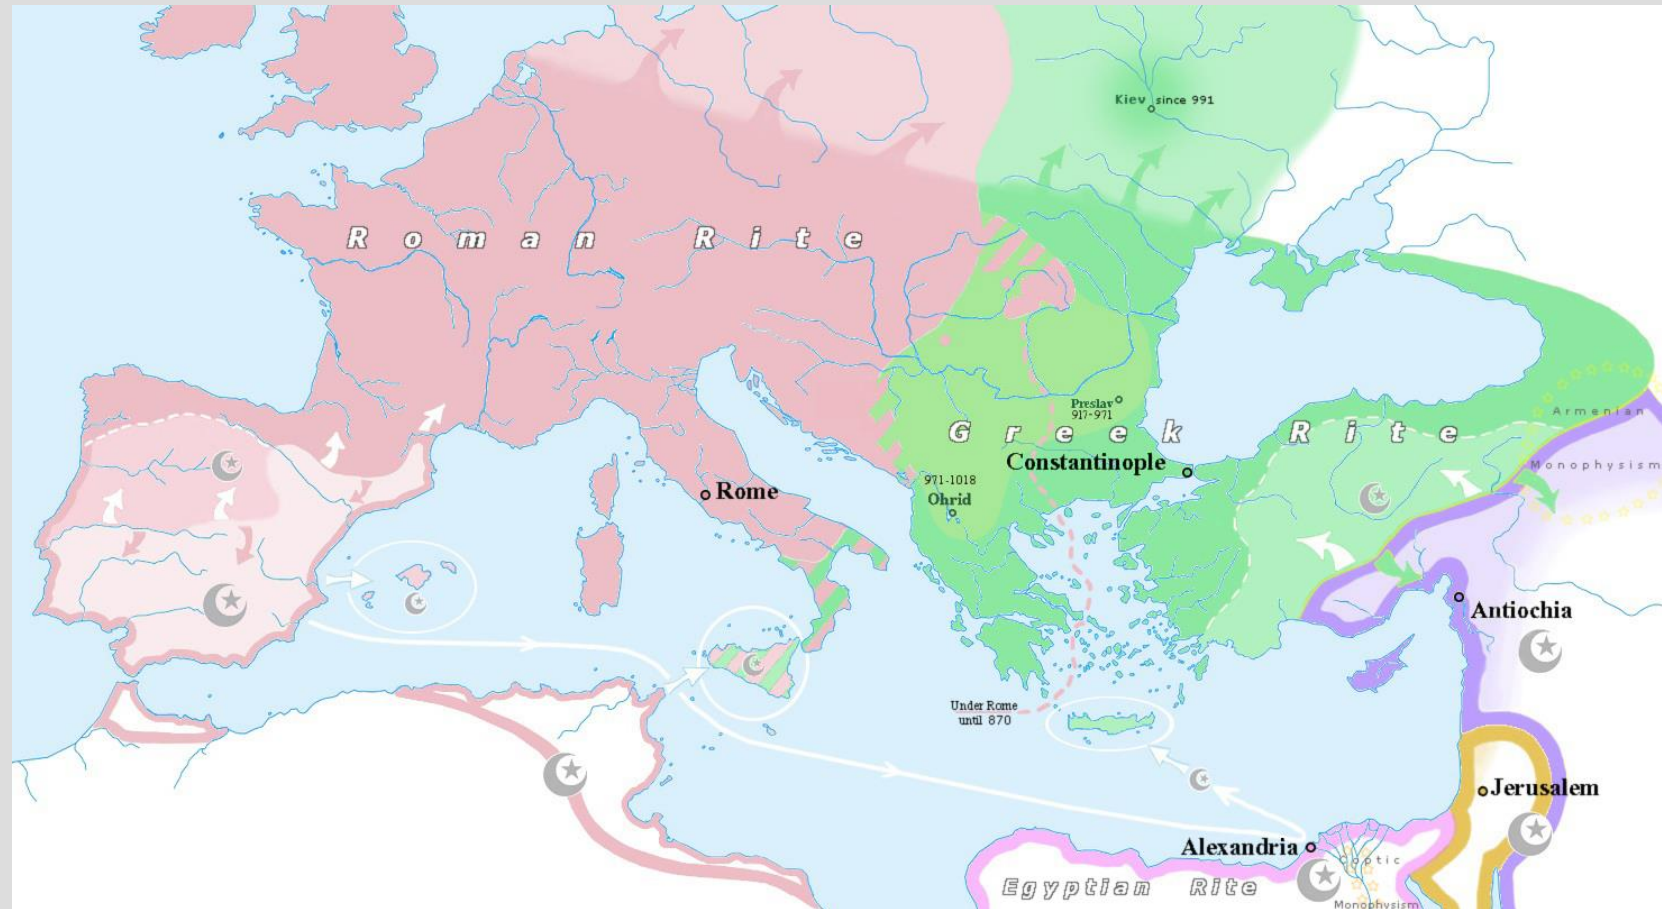 Kiev since 991
Roman Rite
Preslav
917-971
Armenian
Greek Rite
Constantinople
Monophysism
971-1018
Ohrid
Rome
Antiochia
Under Rome
until 870
Jerusalem
Alexandria
Coptic
Egyptian Rite
Monophysism